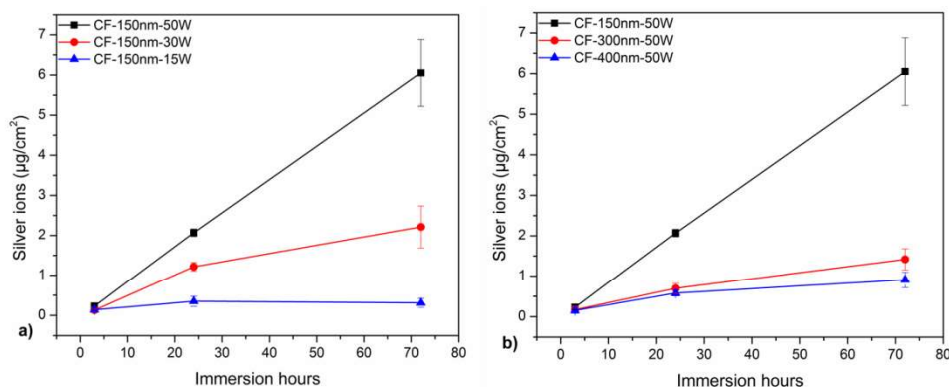 CF-150nm-50W
CF-150nm-30W
CF-150nm-15W
Silver ions (µg/cm²)
7
6
5
4
3
2
1
0
0 10 20 30 40 50 60 70 80
Immersion hours
a)
CF-150nm-50W
CF-300nm-50W
CF-400nm-50W
Silver ions (µg/cm²)
7
6
5
4
3
2
1
0
0 10 20 30 40 50 60 70 80
Immersion hours
b)